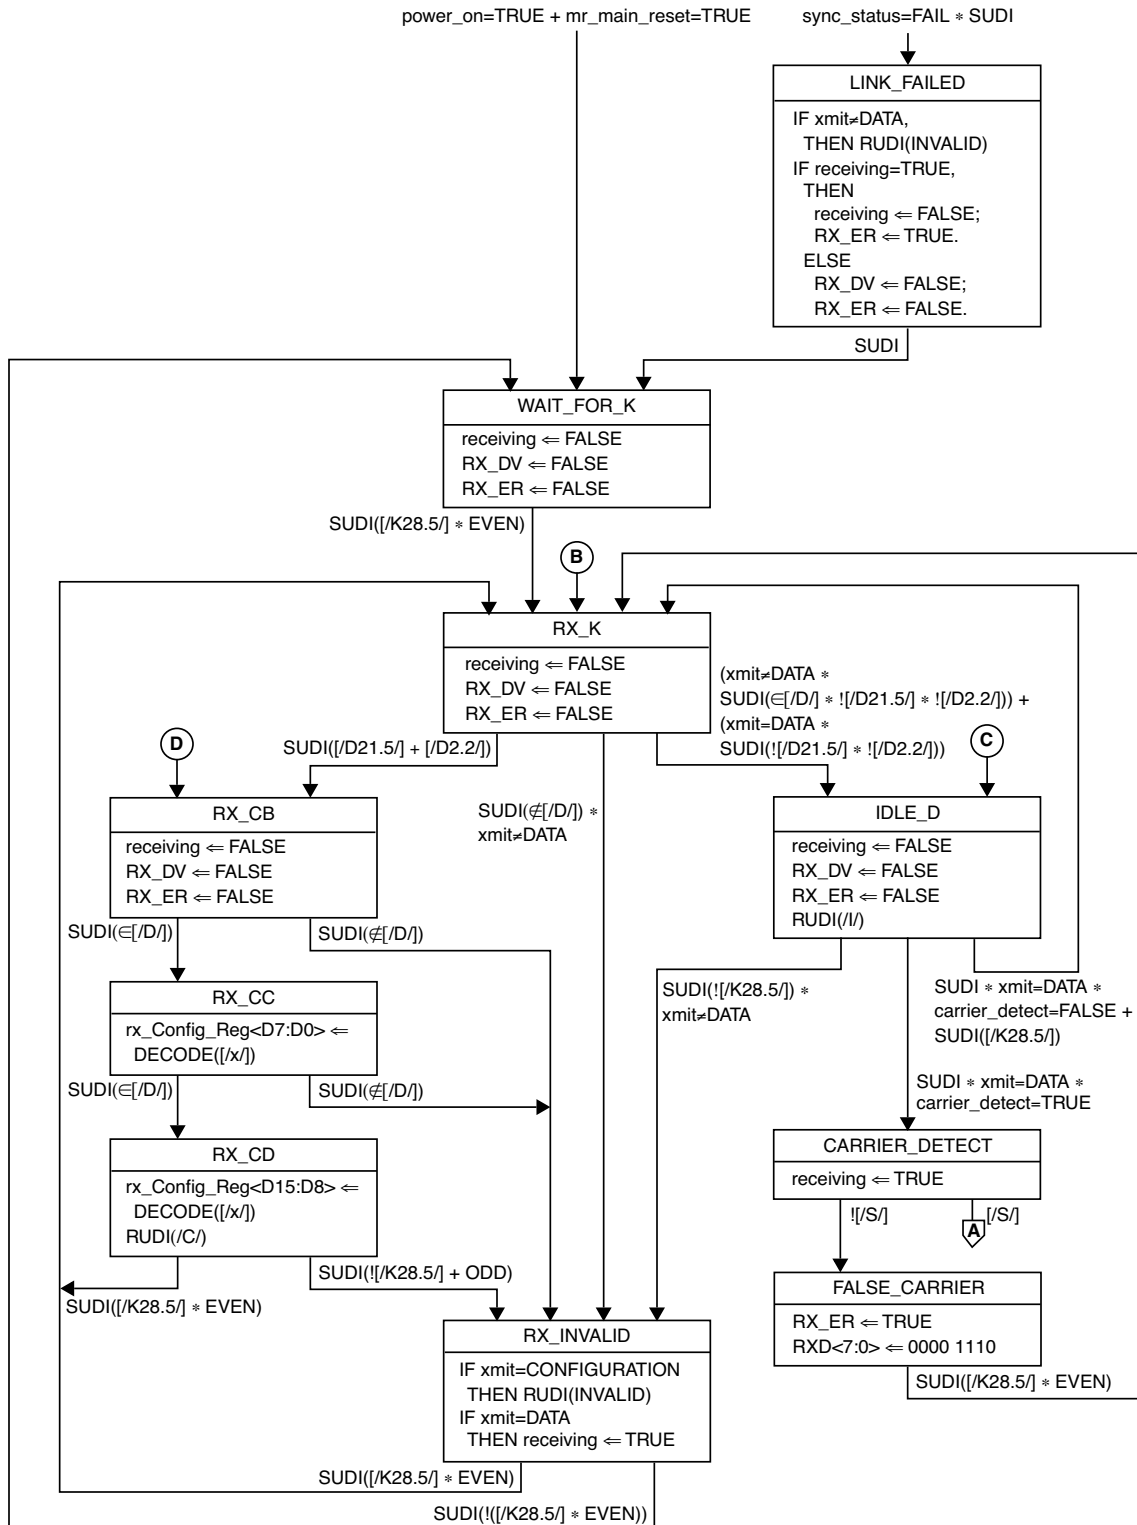 power_on=TRUE + mr_main_reset=TRUE
sync_status=FAIL ∗ SUDI
LINK_FAILED
IF xmit≠DATA,
THEN RUDI(INVALID)
IF receiving=TRUE,
THEN
receiving ⇐ FALSE;
RX_ER ⇐ TRUE.
ELSE
RX_DV ⇐ FALSE;
RX_ER ⇐ FALSE.
SUDI
WAIT_FOR_K
receiving ⇐ FALSE
RX_DV ⇐ FALSE
RX_ER ⇐ FALSE
SUDI([/K28.5/] ∗ EVEN)
B
RX_K
receiving ⇐ FALSE
RX_DV ⇐ FALSE
RX_ER ⇐ FALSE
(xmit≠DATA ∗
SUDI(∈[/D/] ∗ ![/D21.5/] ∗ ![/D2.2/])) +
(xmit=DATA ∗
SUDI(![/D21.5/] ∗ ![/D2.2/]))
D
SUDI([/D21.5/] + [/D2.2/])
C
RX_CB
receiving ⇐ FALSE
RX_DV ⇐ FALSE
RX_ER ⇐ FALSE
SUDI(∉[/D/]) ∗
xmit≠DATA
IDLE_D
receiving ⇐ FALSE
RX_DV ⇐ FALSE
RX_ER ⇐ FALSE
RUDI(/I/)
SUDI(∈[/D/])
SUDI(∉[/D/])
SUDI(![/K28.5/]) ∗
xmit≠DATA
SUDI ∗ xmit=DATA ∗
carrier_detect=FALSE +
SUDI([/K28.5/])
RX_CC
rx_Config_Reg<D7:D0> ⇐
DECODE([/x/])
SUDI(∈[/D/])
SUDI(∉[/D/])
SUDI ∗ xmit=DATA ∗
carrier_detect=TRUE
RX_CD
rx_Config_Reg<D15:D8> ⇐
DECODE([/x/])
RUDI(/C/)
CARRIER_DETECT
receiving ⇐ TRUE
![/S/]
[/S/]
A
SUDI([/K28.5/] ∗ EVEN)
SUDI(![/K28.5/] + ODD)
FALSE_CARRIER
RX_ER ⇐ TRUE
RXD<7:0> ⇐ 0000 1110
SUDI([/K28.5/] ∗ EVEN)
RX_INVALID
IF xmit=CONFIGURATION
THEN RUDI(INVALID)
IF xmit=DATA
THEN receiving ⇐ TRUE
SUDI([/K28.5/] ∗ EVEN)
SUDI(!([/K28.5/] ∗ EVEN))